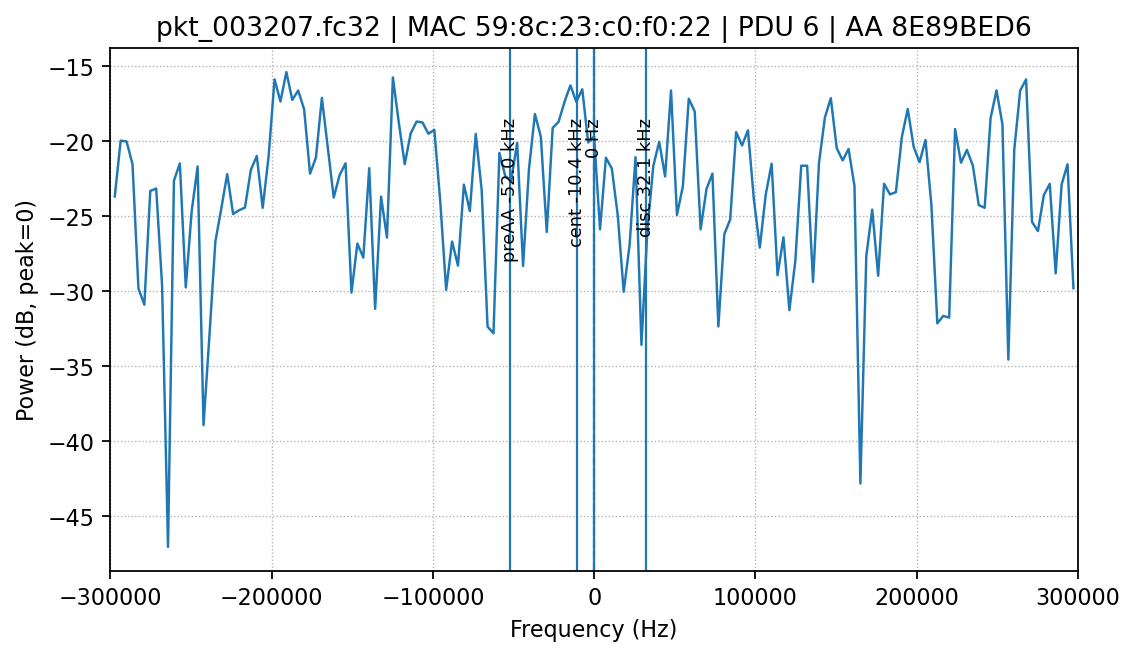 pkt_003207.fc32 | MAC 59:8c:23:c0:f0:22 | PDU 6 | AA 8E89BED6
Power (dB, peak=0)
−15
−20
−25
−30
−35
−40
−45
preAA -52.0 kHz
cent -10.4 kHz
0 Hz
disc 32.1 kHz
−300000
−200000
−100000
0
100000
200000
300000
Frequency (Hz)